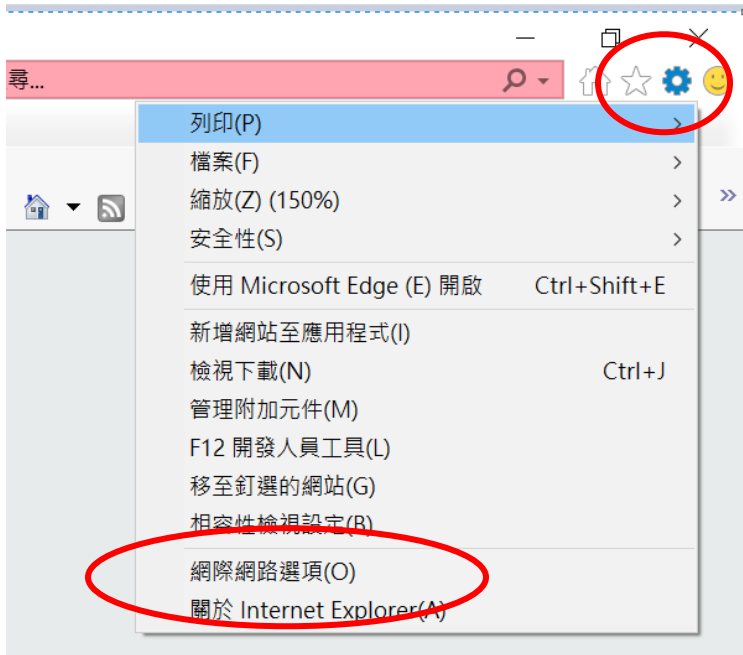 尋...
列印(P)
檔案(F)
縮放(Z) (150%)
安全性(S)
使用 Microsoft Edge (E) 開啟 Ctrl+Shift+E
新增網站至應用程式(I)
檢視下載(N) Ctrl+J
管理附加元件(M)
F12 開發人員工具(L)
移至釘選的網站(G)
相容性檢視設定(B)
網際網路選項(O)
關於 Internet Explorer(A)